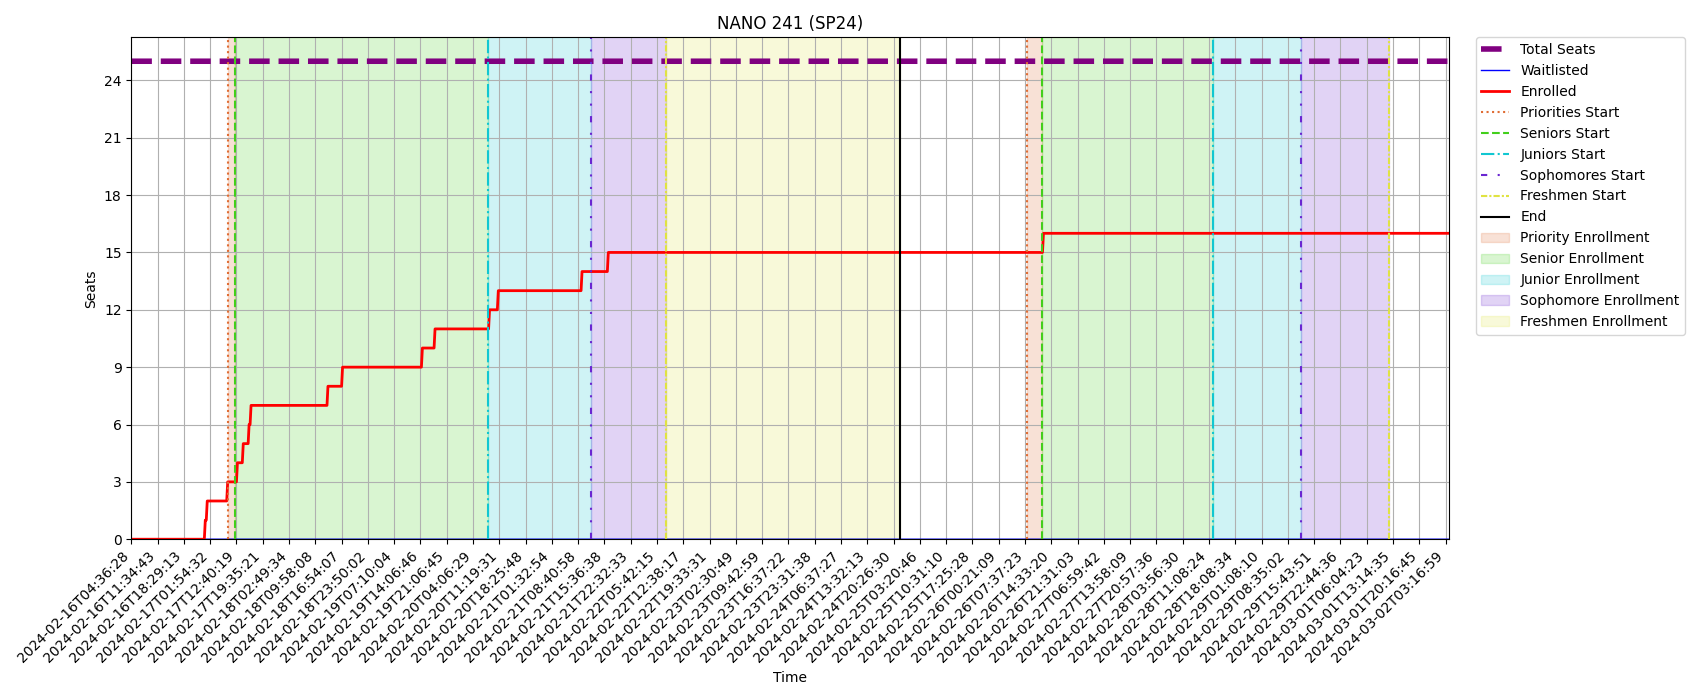 NANO 241 (SP24)
Total Seats
Waitlisted
Enrolled
Priorities Start
Seniors Start
Juniors Start
Sophomores Start
Freshmen Start
End
Priority Enrollment
Senior Enrollment
Junior Enrollment
Sophomore Enrollment
Freshmen Enrollment
Seats
24
21
18
15
12
9
6
3
0
2024-02-16T04:36:28
2024-02-16T11:34:43
2024-02-16T18:29:13
2024-02-17T01:54:32
2024-02-17T12:40:19
2024-02-17T19:35:21
2024-02-18T02:49:34
2024-02-18T09:58:08
2024-02-18T16:54:07
2024-02-18T23:50:02
2024-02-19T07:10:04
2024-02-19T14:06:46
2024-02-19T21:06:45
2024-02-20T04:06:29
2024-02-20T11:19:31
2024-02-20T18:25:48
2024-02-21T01:32:54
2024-02-21T08:40:58
2024-02-21T15:36:38
2024-02-21T22:32:33
2024-02-22T05:42:15
2024-02-22T12:38:17
2024-02-22T19:33:31
2024-02-23T02:30:49
2024-02-23T09:42:59
2024-02-23T16:37:22
2024-02-23T23:31:38
2024-02-24T06:37:27
2024-02-24T13:32:13
2024-02-24T20:26:30
2024-02-25T03:20:46
2024-02-25T10:31:10
2024-02-25T17:25:28
2024-02-26T00:21:09
2024-02-26T07:37:23
2024-02-26T14:33:20
2024-02-26T21:31:03
2024-02-27T06:59:42
2024-02-27T13:58:09
2024-02-27T20:57:36
2024-02-28T03:56:30
2024-02-28T11:08:24
2024-02-28T18:08:34
2024-02-29T01:08:10
2024-02-29T08:35:02
2024-02-29T15:43:51
2024-02-29T22:44:36
2024-03-01T06:04:23
2024-03-01T13:14:35
2024-03-01T20:16:45
2024-03-02T03:16:59
Time